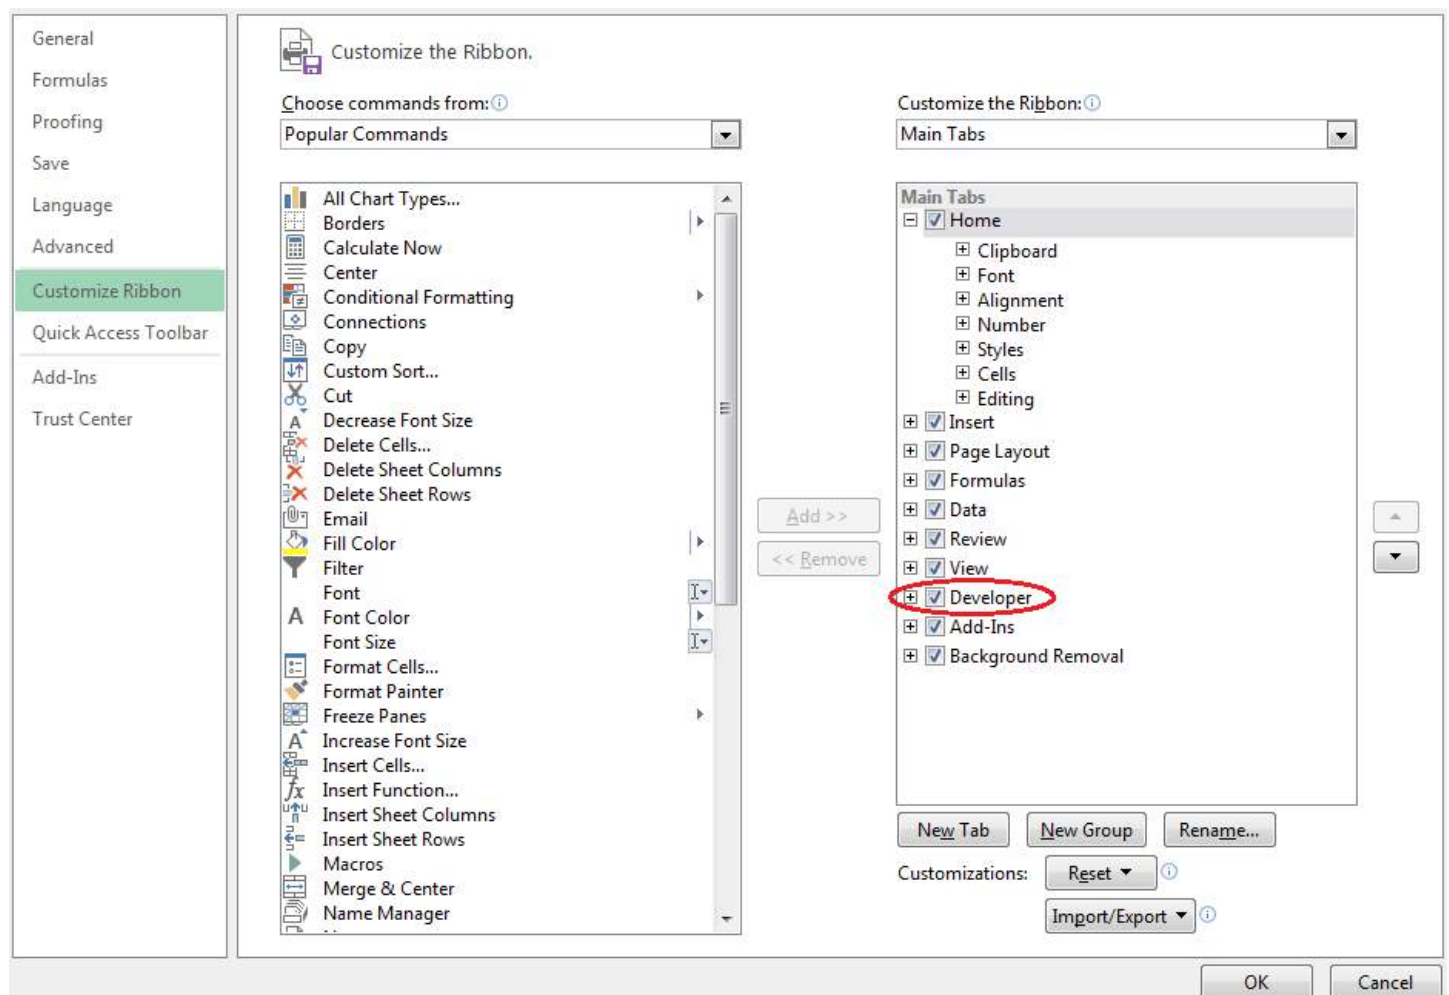 General
Formulas
Proofing
Save
Language
Advanced
Customize Ribbon
Quick Access Toolbar
Add-Ins
Trust Center
Customize the Ribbon.
Choose commands from:
Popular Commands
All Chart Types...
Borders
Calculate Now
Center
Conditional Formatting
Connections
Copy
Custom Sort...
Cut
Decrease Font Size
Delete Cells...
Delete Sheet Columns
Delete Sheet Rows
Email
Fill Color
Filter
Font
Font Color
Font Size
Format Cells...
Format Painter
Freeze Panes
Increase Font Size
Insert Cells...
Insert Function...
Insert Sheet Columns
Insert Sheet Rows
Macros
Merge & Center
Name Manager
Add >>
<< Remove
Customize the Ribbon:
Main Tabs
Main Tabs
Home
Clipboard
Font
Alignment
Number
Styles
Cells
Editing
Insert
Page Layout
Formulas
Data
Review
View
Developer
Add-Ins
Background Removal
New Tab New Group Rename...
Customizations: Reset
Import/Export
OK Cancel